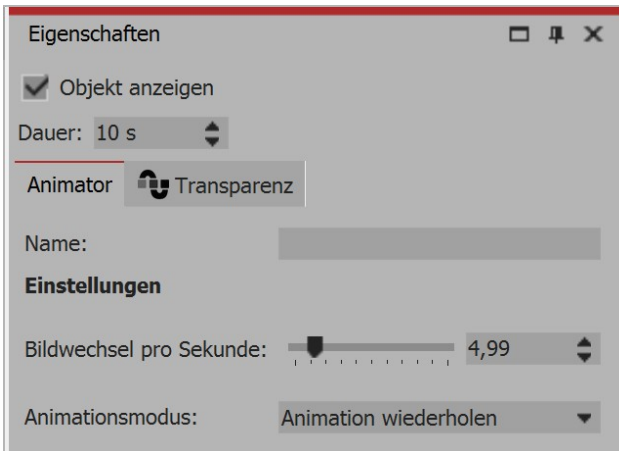 Eigenschaften
Objekt anzeigen
Dauer: 10 s
Animator Transparenz
Name:
Einstellungen
Bildwechsel pro Sekunde: 4,99
Animationsmodus: Animation wiederholen